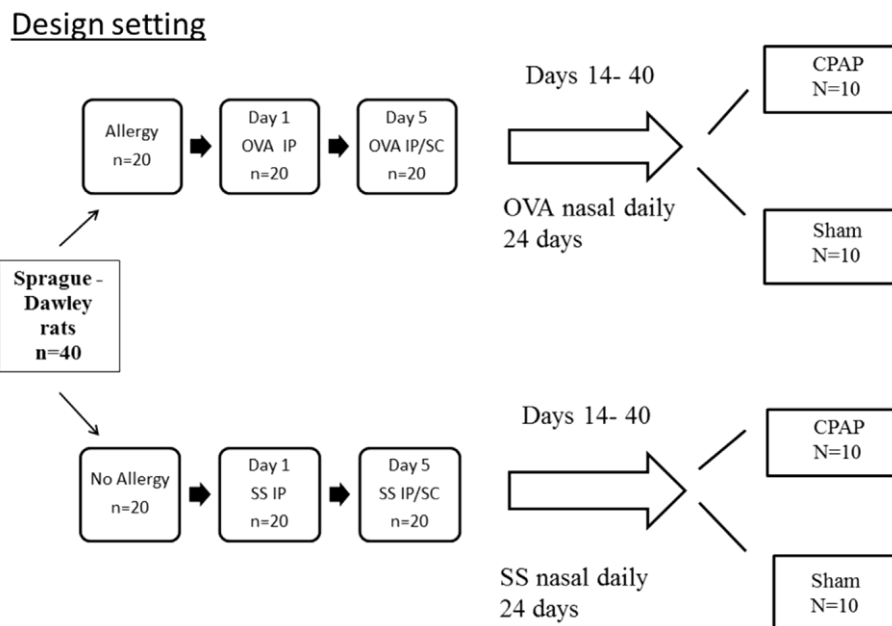 Design setting
Sprague -
Dawley
rats
n=40
Allergy
n=20
Day 1
OVA IP
n=20
Day 5
OVA IP/SC
n=20
Days 14- 40
OVA nasal daily
24 days
CPAP
N=10
Sham
N=10
No Allergy
n=20
Day 1
SS IP
n=20
Day 5
SS IP/SC
n=20
Days 14- 40
SS nasal daily
24 days
CPAP
N=10
Sham
N=10